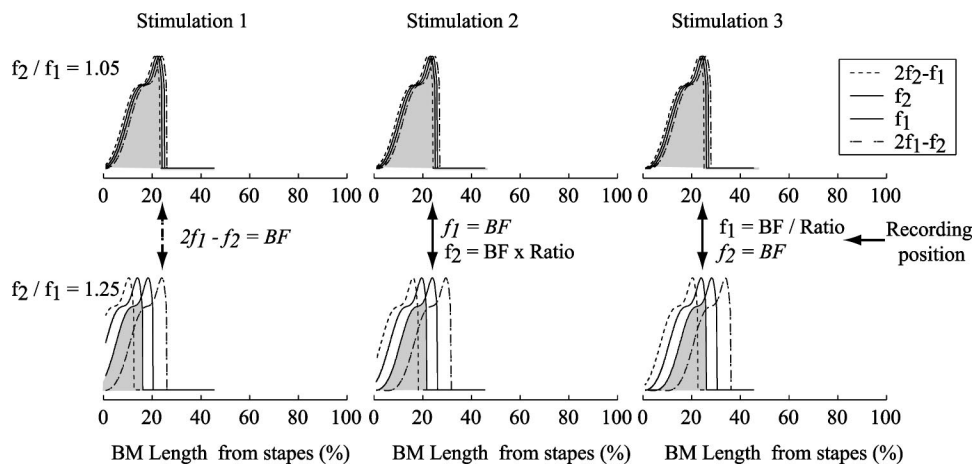 Stimulation 1 Stimulation 2 Stimulation 3
f2 / f1 = 1.05
2f2-f1
f2
f1
2f1-f2
0 20 40 60 80 100 0 20 40 60 80 100 0 20 40 60 80 100
2f1 - f2 = BF
f1 = BF
f2 = BF x Ratio
f1 = BF / Ratio
f2 = BF
Recording
position
f2 / f1 = 1.25
0 20 40 60 80 100 0 20 40 60 80 100 0 20 40 60 80 100
BM Length from stapes (%) BM Length from stapes (%) BM Length from stapes (%)